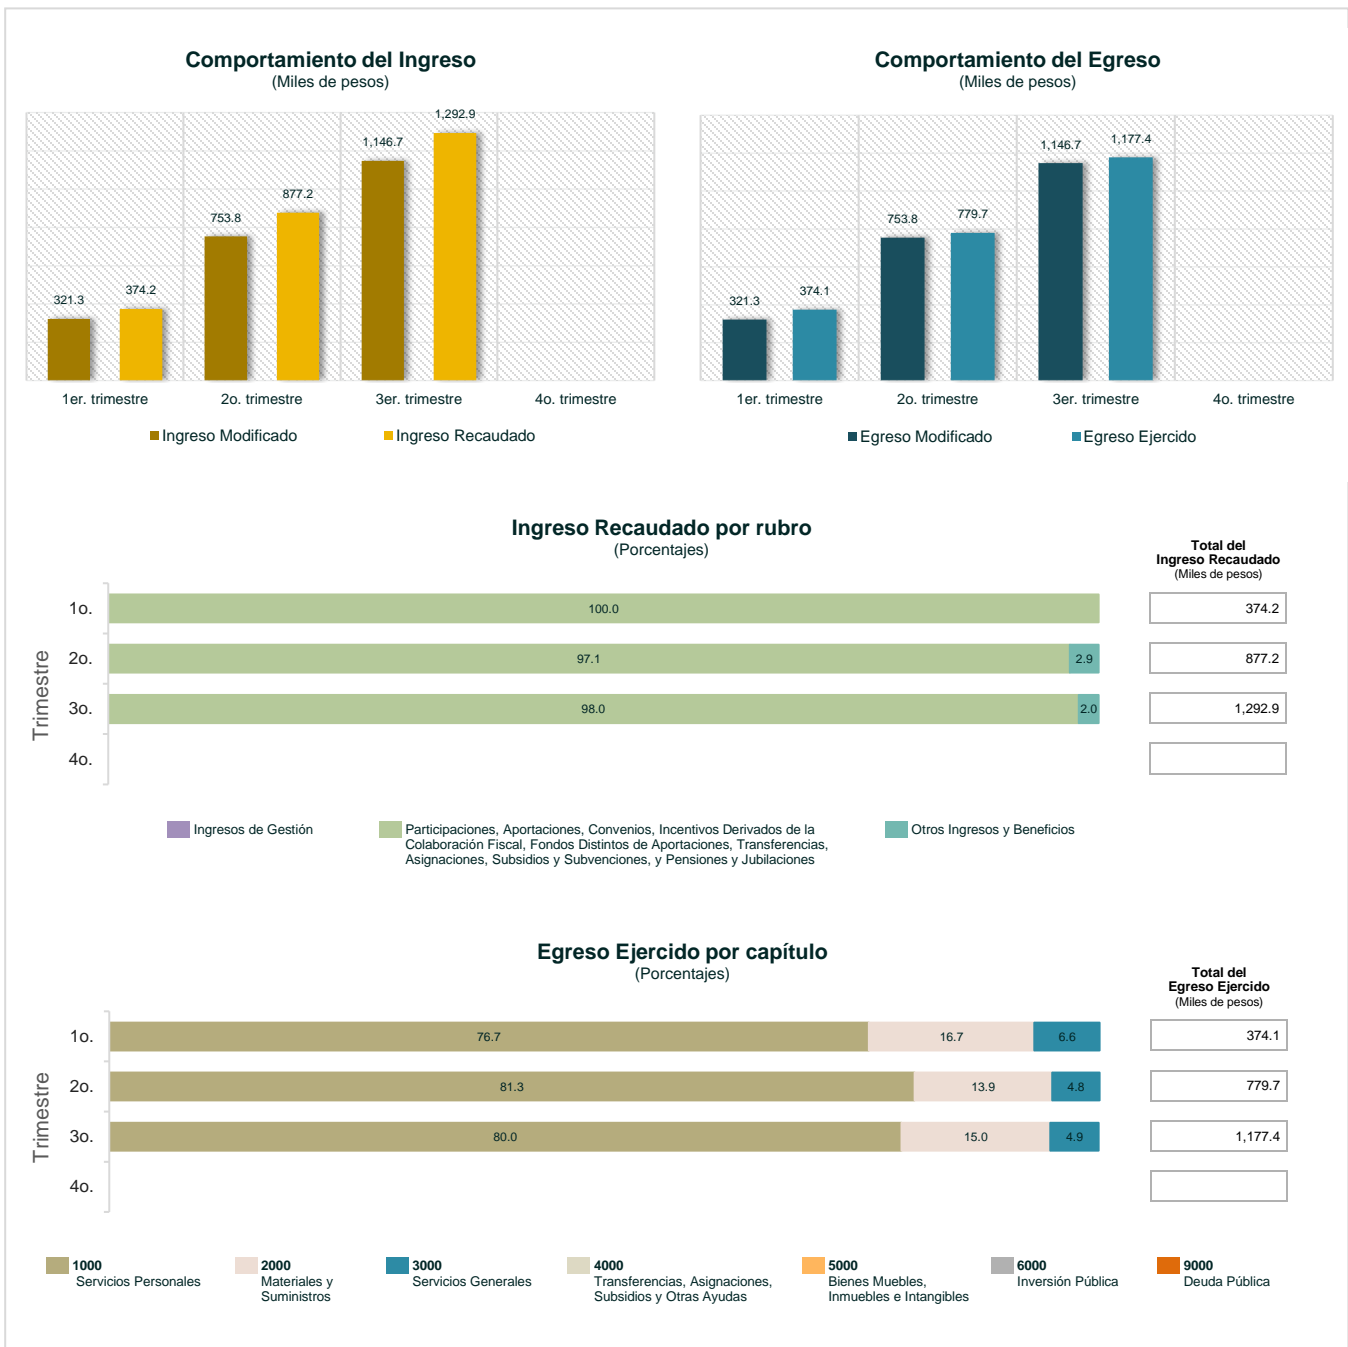 Comportamiento del Ingreso
(Miles de pesos)
1,292.9
1,146.7
877.2
753.8
374.2
321.3
1er. trimestre 2o. trimestre 3er. trimestre 4o. trimestre
Ingreso Modificado Ingreso Recaudado
Comportamiento del Egreso
(Miles de pesos)
1,177.4
1,146.7
779.7
753.8
374.1
321.3
1er. trimestre 2o. trimestre 3er. trimestre 4o. trimestre
Egreso Modificado Egreso Ejercido
Ingreso Recaudado por rubro
(Porcentajes)
Total del
Ingreso Recaudado
(Miles de pesos)
Trimestre
1o. 100.0 374.2
2o. 97.1 2.9 877.2
3o. 98.0 2.0 1,292.9
4o.
Ingresos de Gestión
Participaciones, Aportaciones, Convenios, Incentivos Derivados de la
Colaboración Fiscal, Fondos Distintos de Aportaciones, Transferencias,
Asignaciones, Subsidios y Subvenciones, y Pensiones y Jubilaciones
Otros Ingresos y Beneficios
Egreso Ejercido por capítulo
(Porcentajes)
Total del
Egreso Ejercido
(Miles de pesos)
Trimestre
1o. 76.7 16.7 6.6 374.1
2o. 81.3 13.9 4.8 779.7
3o. 80.0 15.0 4.9 1,177.4
4o.
1000
Servicios Personales
2000
Materiales y
Suministros
3000
Servicios Generales
4000
Transferencias, Asignaciones,
Subsidios y Otras Ayudas
5000
Bienes Muebles,
Inmuebles e Intangibles
6000
Inversión Pública
9000
Deuda Pública